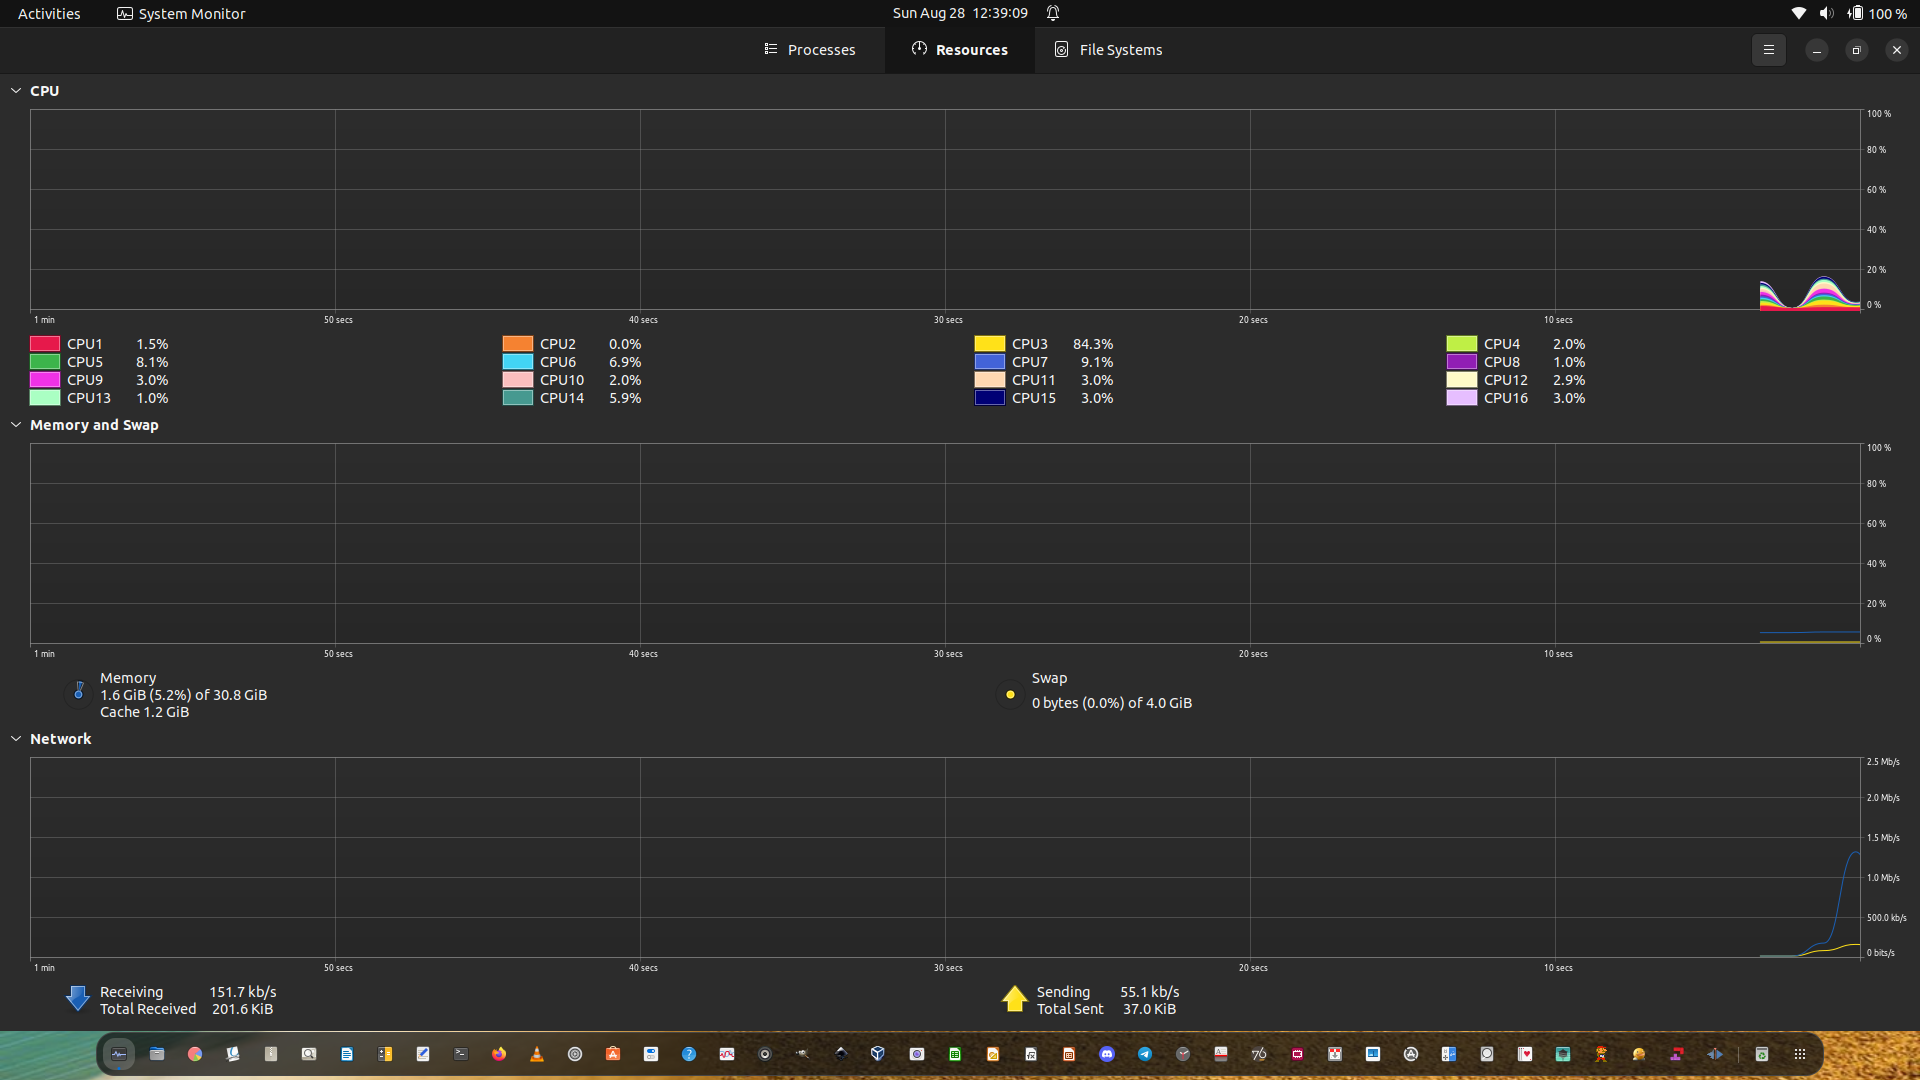 Activities System Monitor Sun Aug 28 12:39:09 100 %
Processes Resources File Systems
CPU
100 %
80 %
60 %
40 %
20 %
0 %
1 min 50 secs 40 secs 30 secs 20 secs 10 secs
CPU1 1.5% CPU2 0.0% CPU3 84.3% CPU4 2.0%
CPU5 8.1% CPU6 6.9% CPU7 9.1% CPU8 1.0%
CPU9 3.0% CPU10 2.0% CPU11 3.0% CPU12 2.9%
CPU13 1.0% CPU14 5.9% CPU15 3.0% CPU16 3.0%
Memory and Swap
100 %
80 %
60 %
40 %
20 %
0 %
1 min 50 secs 40 secs 30 secs 20 secs 10 secs
Memory Swap
1.6 GiB (5.2%) of 30.8 GiB 0 bytes (0.0%) of 4.0 GiB
Cache 1.2 GiB
Network
2.5 Mb/s
2.0 Mb/s
1.5 Mb/s
1.0 Mb/s
500.0 kb/s
0 bits/s
1 min 50 secs 40 secs 30 secs 20 secs 10 secs
Receiving 151.7 kb/s Sending 55.1 kb/s
Total Received 201.6 KiB Total Sent 37.0 KiB
76